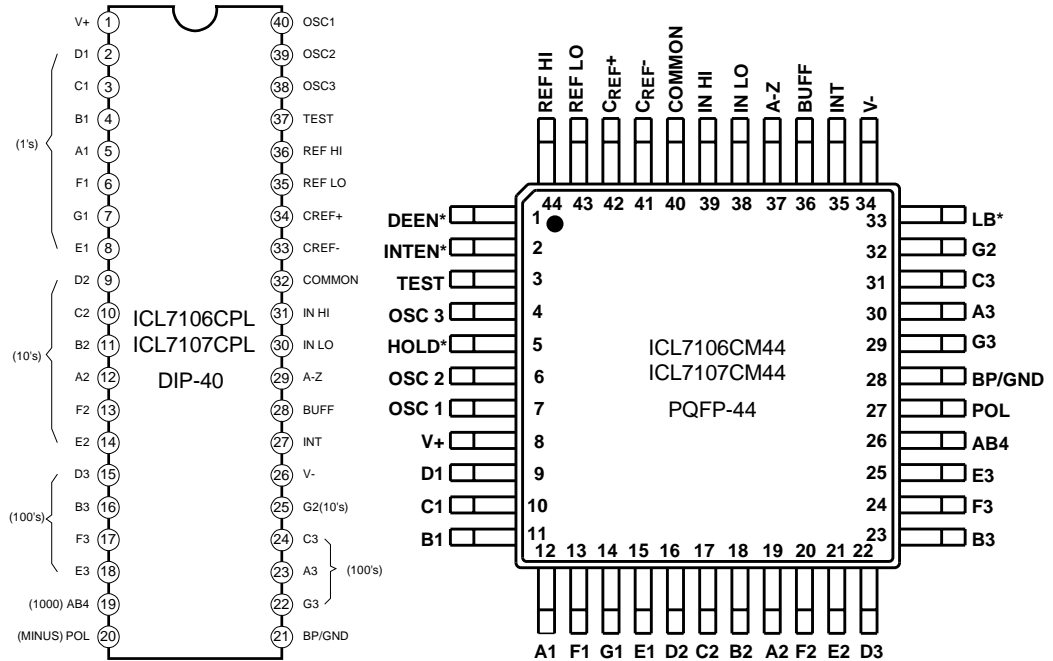 V+ 1 40 OSC1
D1 2 39 OSC2
C1 3 38 OSC3
B1 4 37 TEST
(1's) A1 5 36 REF HI
F1 6 35 REF LO
G1 7 34 CREF+
E1 8 33 CREF-
D2 9 32 COMMON
C2 10 31 IN HI
(10's) B2 11 30 IN LO
A2 12 29 A-Z
F2 13 28 BUFF
E2 14 27 INT
D3 15 26 V-
(100's) B3 16 25 G2(10's)
F3 17 24 C3
E3 18 23 A3 (100's)
(1000) AB4 19 22 G3
(MINUS) POL 20 21 BP/GND
ICL7106CPL
ICL7107CPL
DIP-40
REF HI REF LO CREF+ CREF- COMMON IN HI IN LO A-Z BUFF INT V-
44 43 42 41 40 39 38 37 36 35 34
DEEN* 1 33 LB*
INTEN* 2 32 G2
TEST 3 31 C3
OSC 3 4 30 A3
HOLD* 5 29 G3
OSC 2 6 28 BP/GND
OSC 1 7 27 POL
V+ 8 26 AB4
D1 9 25 E3
C1 10 24 F3
B1 11 23 B3
ICL7106CM44
ICL7107CM44
PQFP-44
12 13 14 15 16 17 18 19 20 21 22
A1 F1 G1 E1 D2 C2 B2 A2 F2 E2 D3